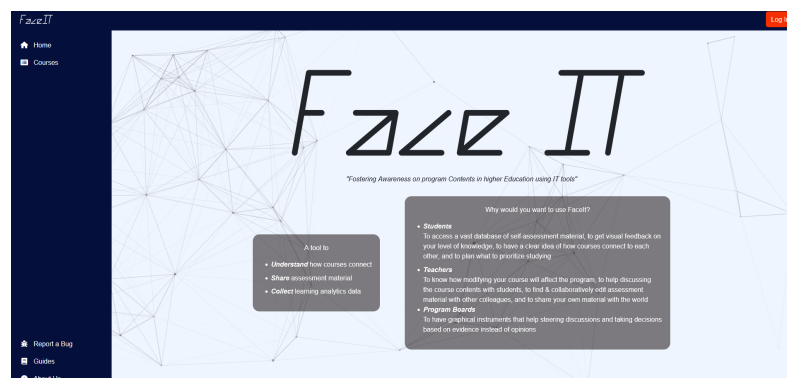 FaceIT
Log In
Home
Courses
Face IT
"Fostering Awareness on program Contents in higher Education using IT tools"
A tool to
• Understand how courses connect
• Share assessment material
• Collect learning analytics data
Why would you want to use FaceIt?
• Students
To access a vast database of self-assessment material, to get visual feedback on
your level of knowledge, to have a clear idea of how courses connect to each
other, and to plan what to prioritize studying
• Teachers
To know how modifying your course will affect the program, to help discussing
the course contents with students, to find & collaboratively edit assessment
material with other colleagues, and to share your own material with the world
• Program Boards
To have graphical instruments that help steering discussions and taking decisions
based on evidence instead of opinions
Report a Bug
Guides
About Us